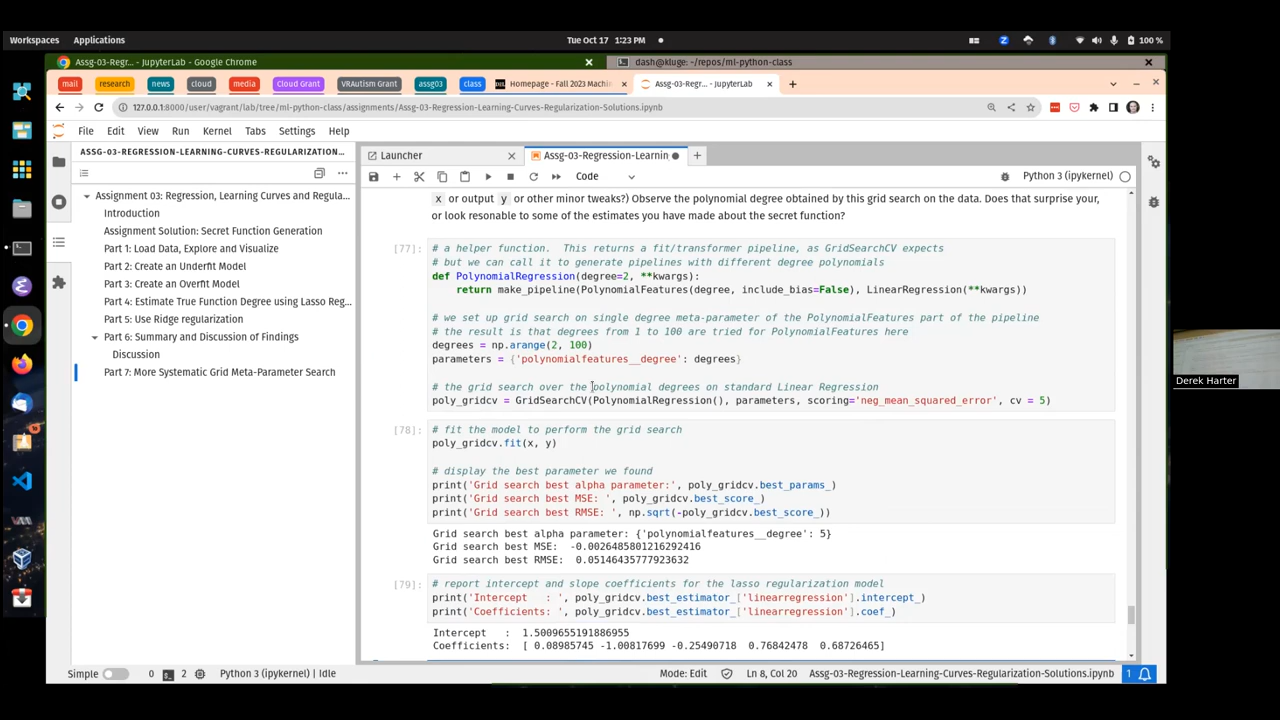 Workspaces Applications Tue Oct 17 1:23 PM 100 %
Assg-03-Regr... - JupyterLab - Google Chrome dash@kluge: ~/repos/ml-python-class
mail research news cloud media Cloud Grant VRAutism Grant assg03 class Homepage - Fall 2023 Machi Assg-03-Regr... - JupyterLab
127.0.0.1:8000/user/vagrant/lab/tree/ml-python-class/assignments/Assg-03-Regression-Learning-Curves-Regularization-Solutions.ipynb
File Edit View Run Kernel Tabs Settings Help
ASSG-03-REGRESSION-LEARNING-CURVES-REGULARIZATION...
Launcher Assg-03-Regression-Learnin
Code Python 3 (ipykernel)
Assignment 03: Regression, Learning Curves and Regula...
Introduction
Assignment Solution: Secret Function Generation
Part 1: Load Data, Explore and Visualize
Part 2: Create an Underfit Model
Part 3: Create an Overfit Model
Part 4: Estimate True Function Degree using Lasso Reg...
Part 5: Use Ridge regularization
Part 6: Summary and Discussion of Findings
Discussion
Part 7: More Systematic Grid Meta-Parameter Search
x or output y or other minor tweaks?) Observe the polynomial degree obtained by this grid search on the data. Does that surprise your,
or look resonable to some of the estimates you have made about the secret function?
[77]: # a helper function. This returns a fit/transformer pipeline, as GridSearchCV expects
# but we can call it to generate pipelines with different degree polynomials
def PolynomialRegression(degree=2, **kwargs):
return make_pipeline(PolynomialFeatures(degree, include_bias=False), LinearRegression(**kwargs))
# we set up grid search on single degree meta-parameter of the PolynomialFeatures part of the pipeline
# the result is that degrees from 1 to 100 are tried for PolynomialFeatures here
degrees = np.arange(2, 100)
parameters = {'polynomialfeatures__degree': degrees}
# the grid search over the polynomial degrees on standard Linear Regression
poly_gridcv = GridSearchCV(PolynomialRegression(), parameters, scoring='neg_mean_squared_error', cv = 5)
[78]: # fit the model to perform the grid search
poly_gridcv.fit(x, y)
# display the best parameter we found
print('Grid search best alpha parameter:', poly_gridcv.best_params_)
print('Grid search best MSE: ', poly_gridcv.best_score_)
print('Grid search best RMSE: ', np.sqrt(-poly_gridcv.best_score_))
Grid search best alpha parameter: {'polynomialfeatures__degree': 5}
Grid search best MSE: -0.0026485801216292416
Grid search best RMSE: 0.05146435777923632
[79]: # report intercept and slope coefficients for the lasso regularization model
print('Intercept : ', poly_gridcv.best_estimator_['linearregression'].intercept_)
print('Coefficients: ', poly_gridcv.best_estimator_['linearregression'].coef_)
Intercept : 1.5009655191886955
Coefficients: [ 0.08985745 -1.00817699 -0.25490718 0.76842478 0.68726465]
Simple 0 2 Python 3 (ipykernel) | Idle Mode: Edit Ln 8, Col 20 Assg-03-Regression-Learning-Curves-Regularization-Solutions.ipynb 1
Derek Harter